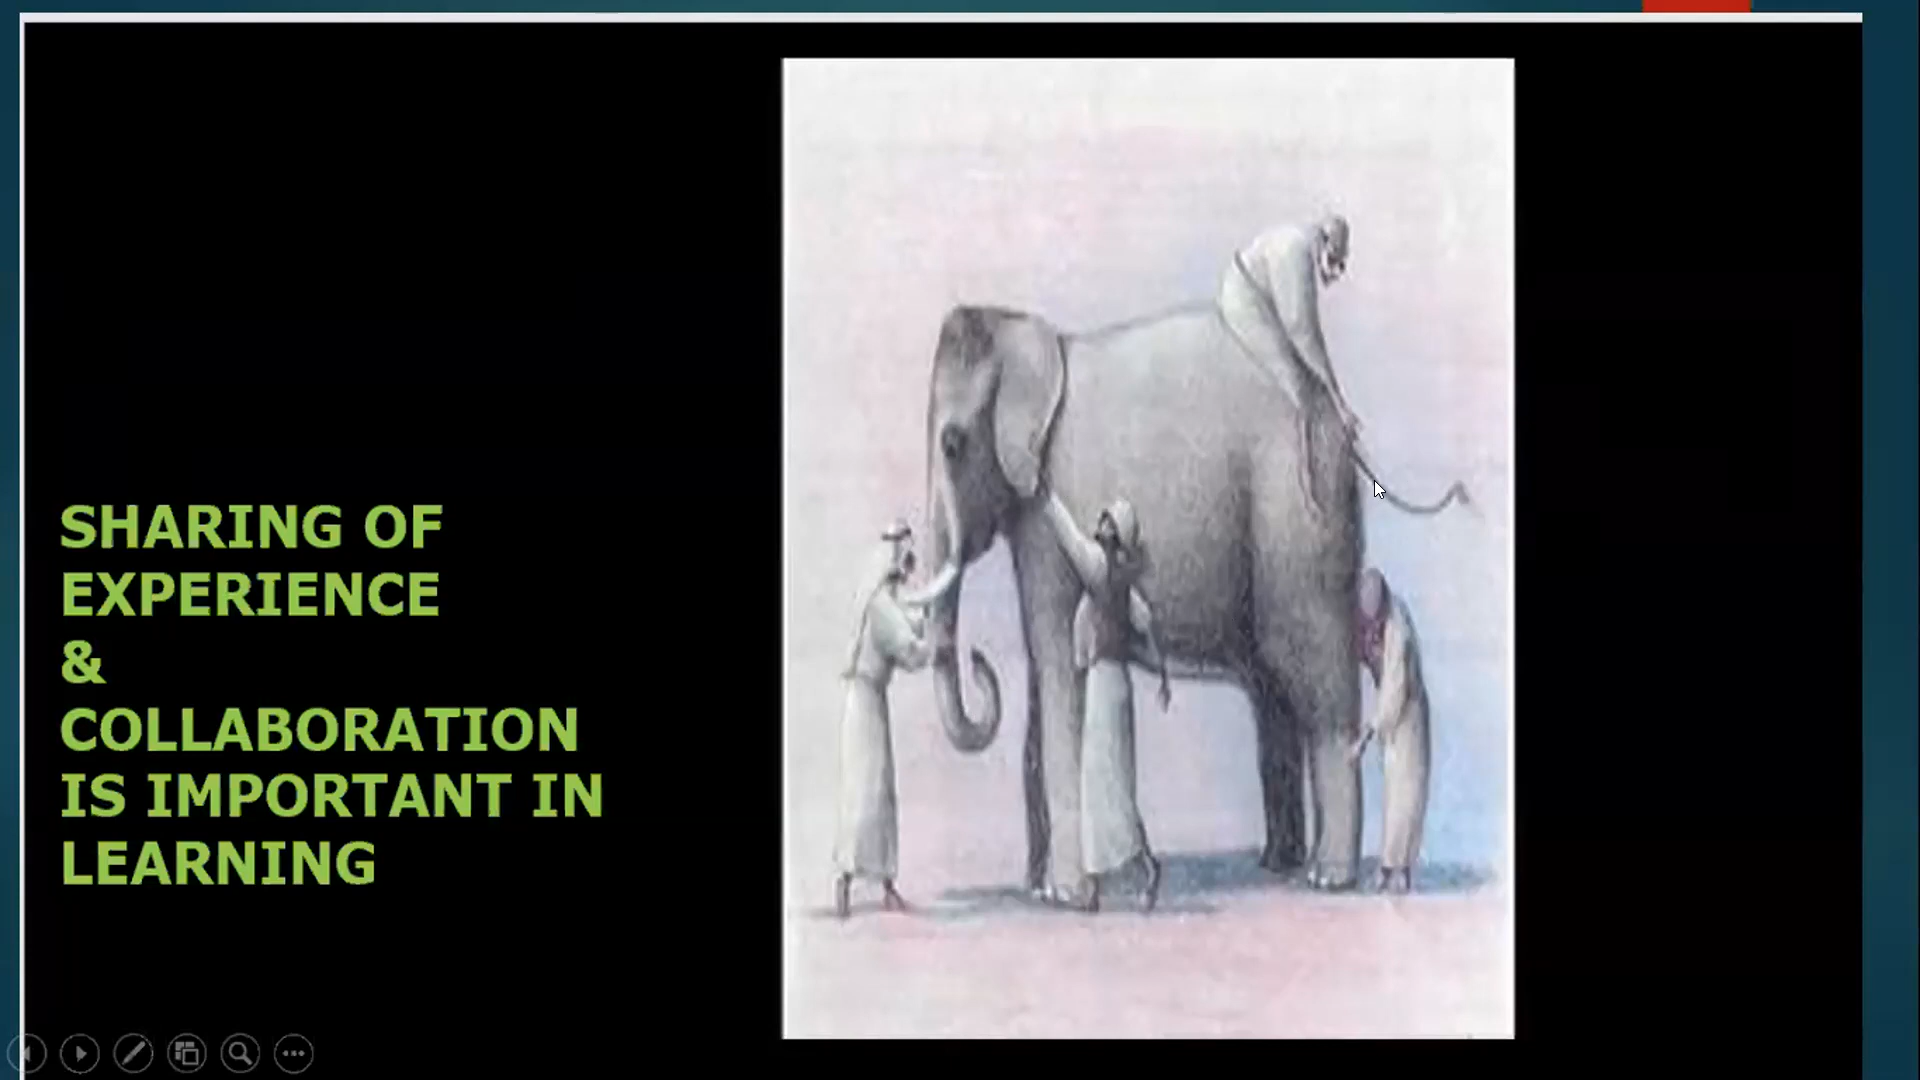 SHARING OF
EXPERIENCE
&
COLLABORATION
IS IMPORTANT IN
LEARNING